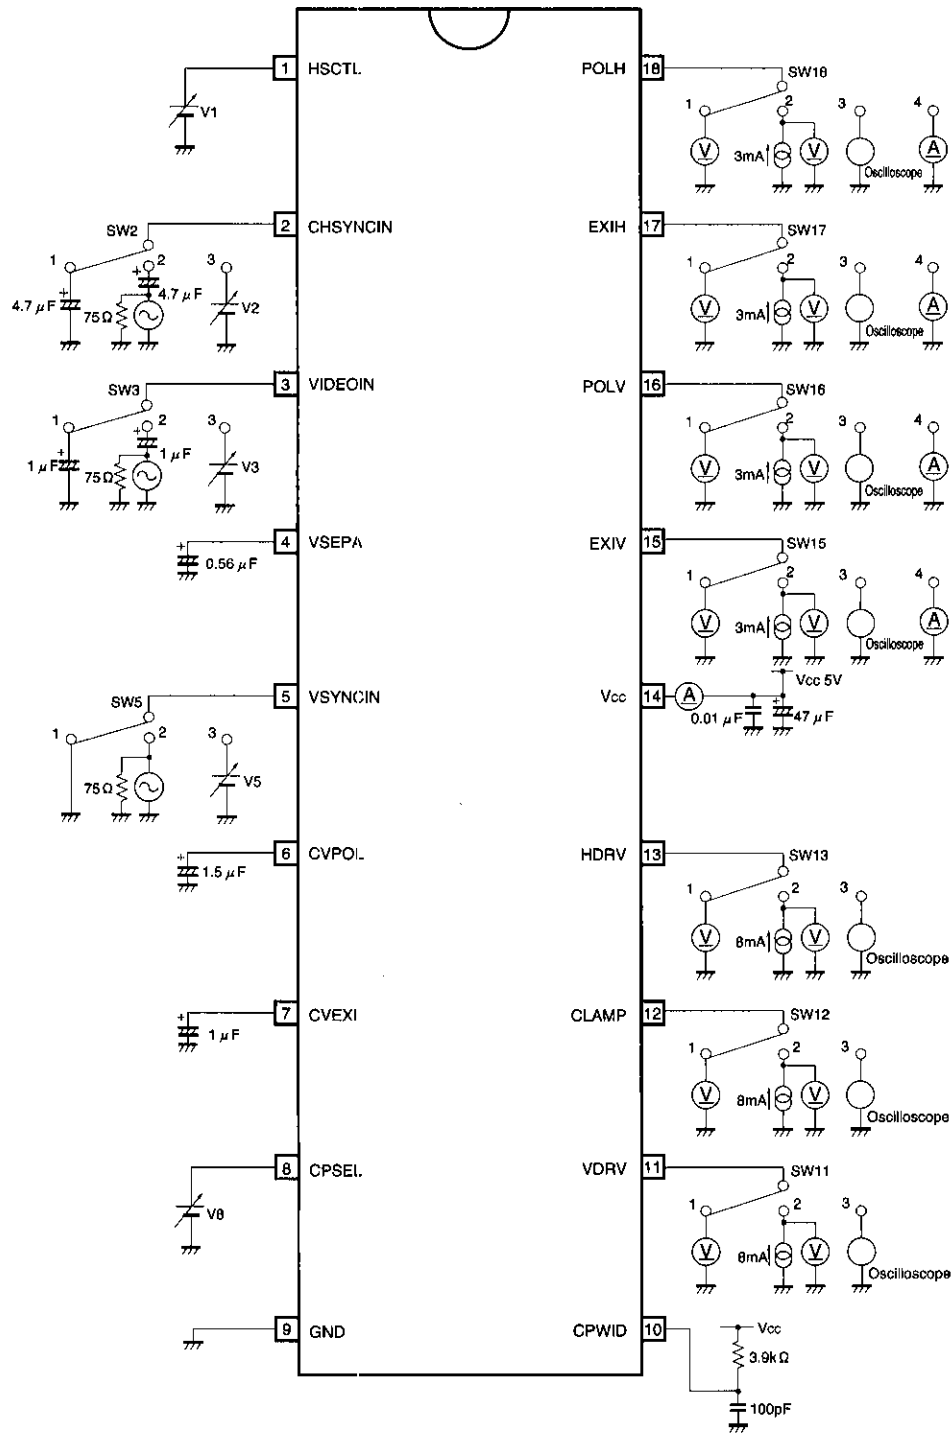 1 HSCTL
V1
2 CHSYNCIN
SW2
1 2 3
4.7 μF 4.7 μF
75Ω V2
3 VIDEOIN
SW3
1 2 3
1 μF 1 μF
75Ω V3
4 VSEPA
0.56 μF
5 VSYNCIN
SW5
1 2 3
75Ω V5
6 CVPOL
1.5 μF
7 CVEXI
1 μF
8 CPSEL
V8
9 GND
POLH 18
SW18
1 2 3 4
V 3mA V A
Oscilloscope
EXIH 17
SW17
1 2 3 4
V 3mA V A
Oscilloscope
POLV 16
SW16
1 2 3 4
V 3mA V A
Oscilloscope
EXIV 15
SW15
1 2 3 4
V 3mA V A
Oscilloscope
Vcc 5V
Vcc 14 A
0.01 μF 47 μF
HDRV 13
SW13
1 2 3
V 8mA V
Oscilloscope
CLAMP 12
SW12
1 2 3
V 8mA V
Oscilloscope
VDRV 11
SW11
1 2 3
V 8mA V
Oscilloscope
CPWID 10
Vcc
3.9kΩ
100pF